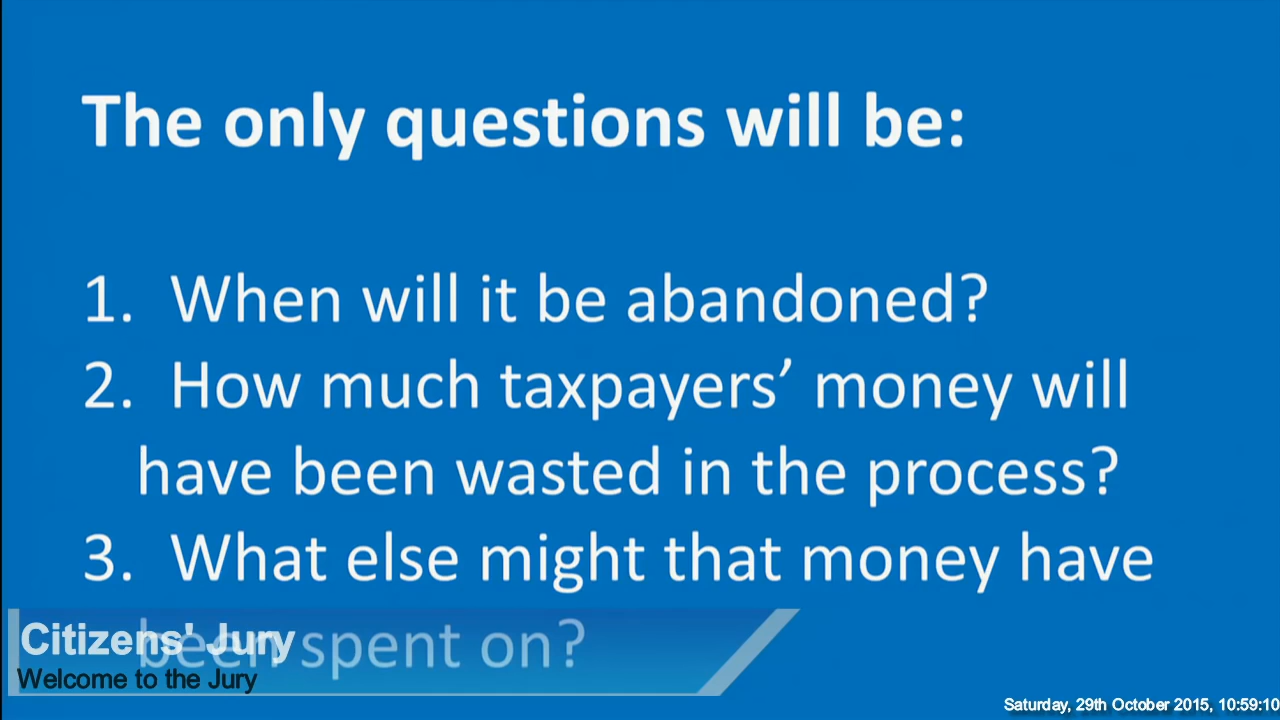 The only questions will be:
1. When will it be abandoned?
2. How much taxpayers’ money will
have been wasted in the process?
3. What else might that money have
been spent on?
Citizens' Jury
Welcome to the Jury
Saturday, 29th October 2015, 10:59:10